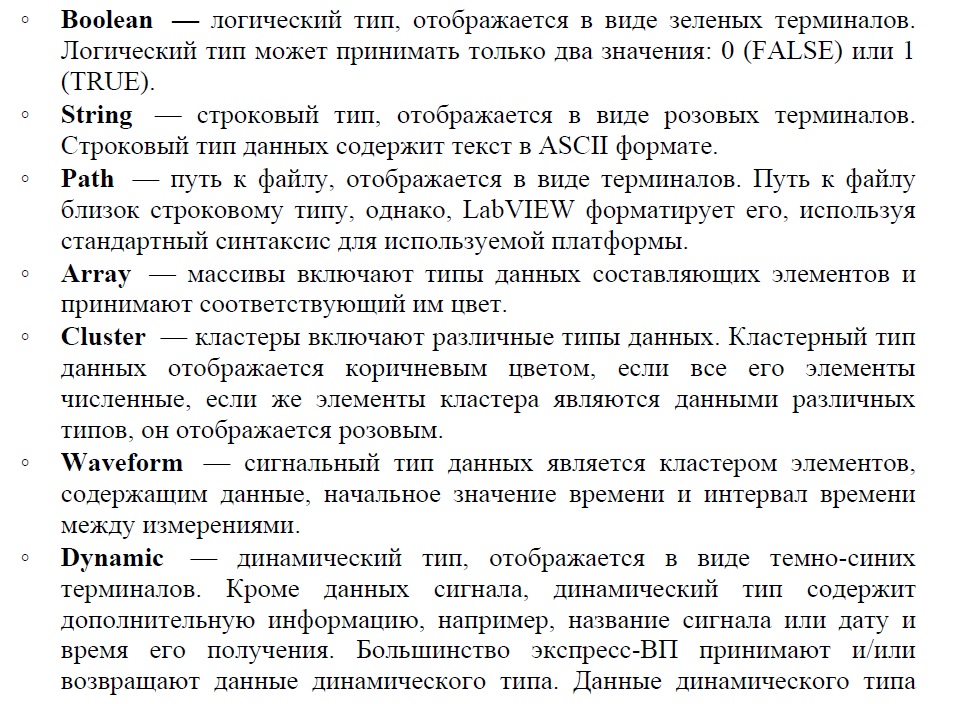 ◦ Boolean — логический тип, отображается в виде зеленых терминалов.
Логический тип может принимать только два значения: 0 (FALSE) или 1
(TRUE).
◦ String — строковый тип, отображается в виде розовых терминалов.
Строковый тип данных содержит текст в ASCII формате.
◦ Path — путь к файлу, отображается в виде терминалов. Путь к файлу
близок строковому типу, однако, LabVIEW форматирует его, используя
стандартный синтаксис для используемой платформы.
◦ Array — массивы включают типы данных составляющих элементов и
принимают соответствующий им цвет.
◦ Cluster — кластеры включают различные типы данных. Кластерный тип
данных отображается коричневым цветом, если все его элементы
численные, если же элементы кластера являются данными различных
типов, он отображается розовым.
◦ Waveform — сигнальный тип данных является кластером элементов,
содержащим данные, начальное значение времени и интервал времени
между измерениями.
◦ Dynamic — динамический тип, отображается в виде темно-синих
терминалов. Кроме данных сигнала, динамический тип содержит
дополнительную информацию, например, название сигнала или дату и
время его получения. Большинство экспресс-ВП принимают и/или
возвращают данные динамического типа. Данные динамического типа